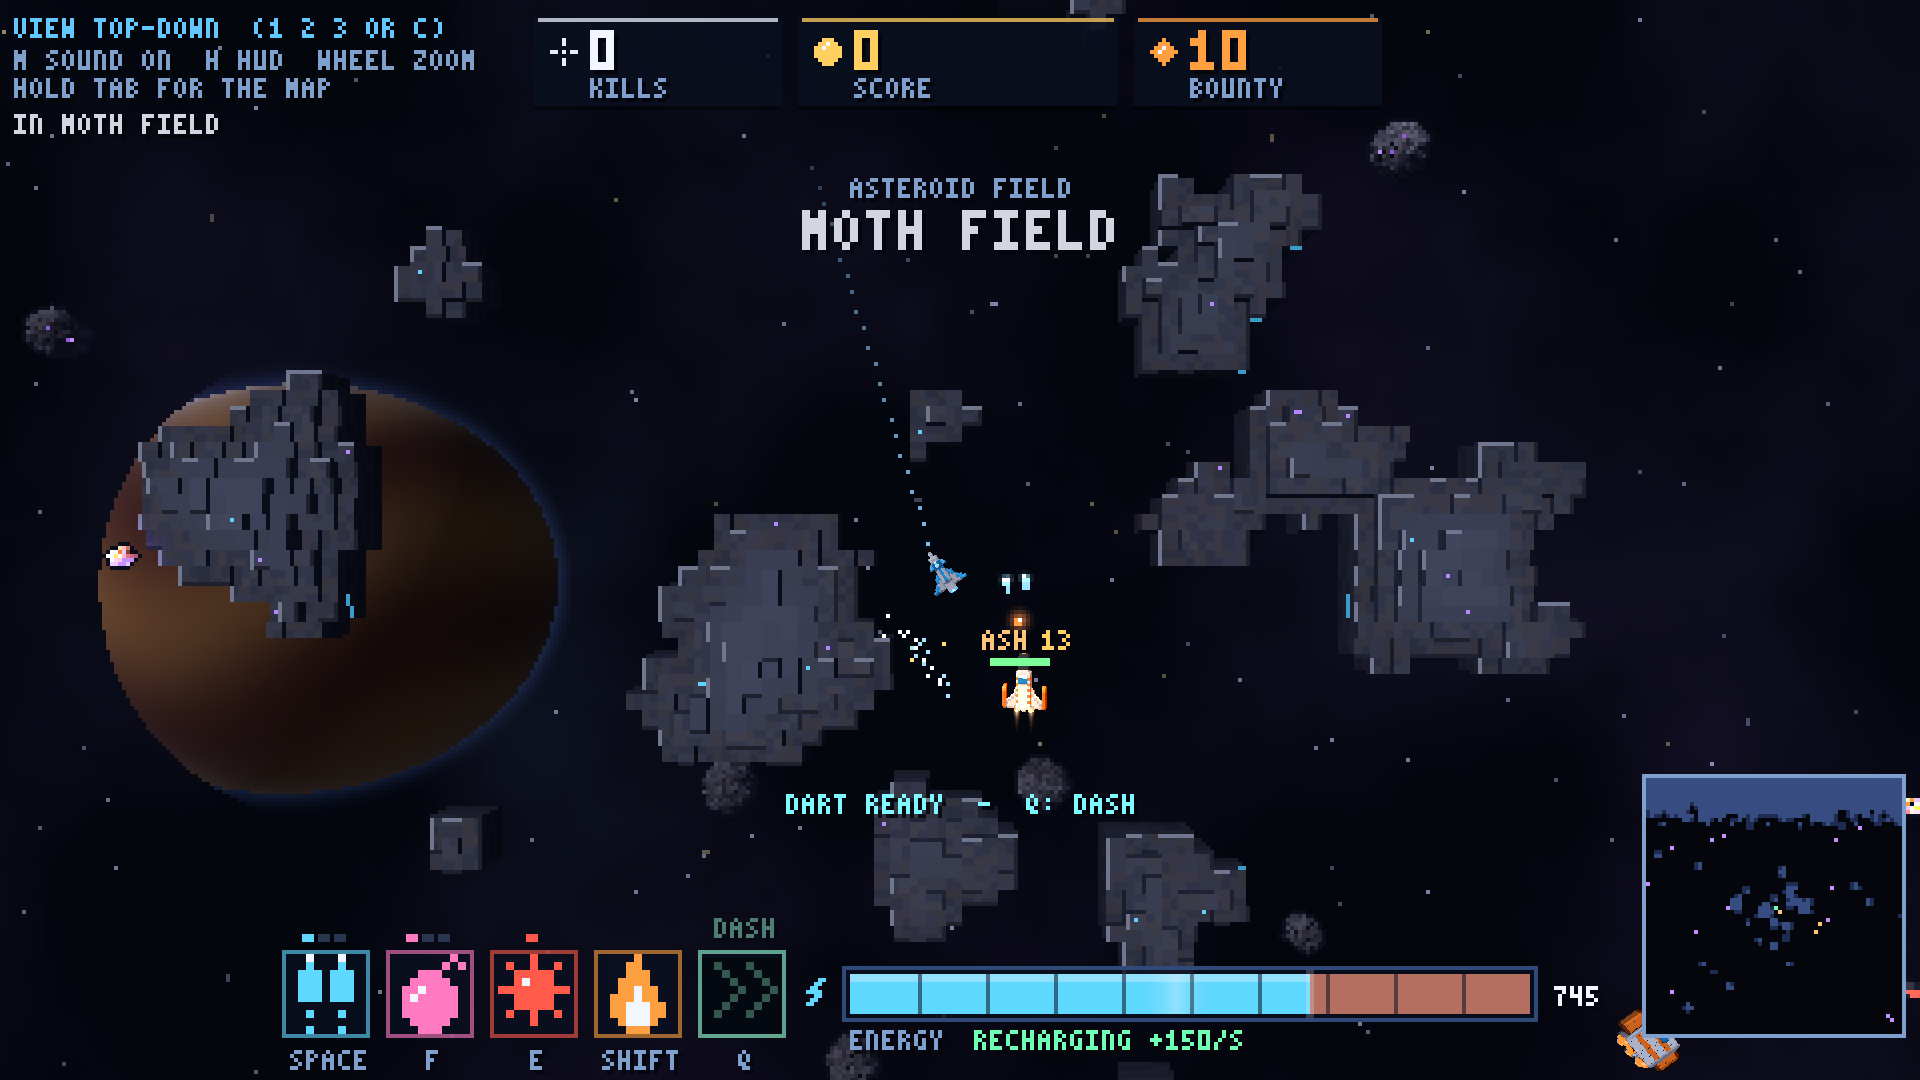 VIEW TOP-DOWN (1 2 3 OR C)
M SOUND ON H HUD WHEEL ZOOM
HOLD TAB FOR THE MAP
IN MOTH FIELD
0
KILLS
0
SCORE
10
BOUNTY
ASTEROID FIELD
MOTH FIELD
ASH 13
DART READY - Q: DASH
DASH
SPACE
F
E
SHIFT
Q
745
ENERGY RECHARGING +150/S